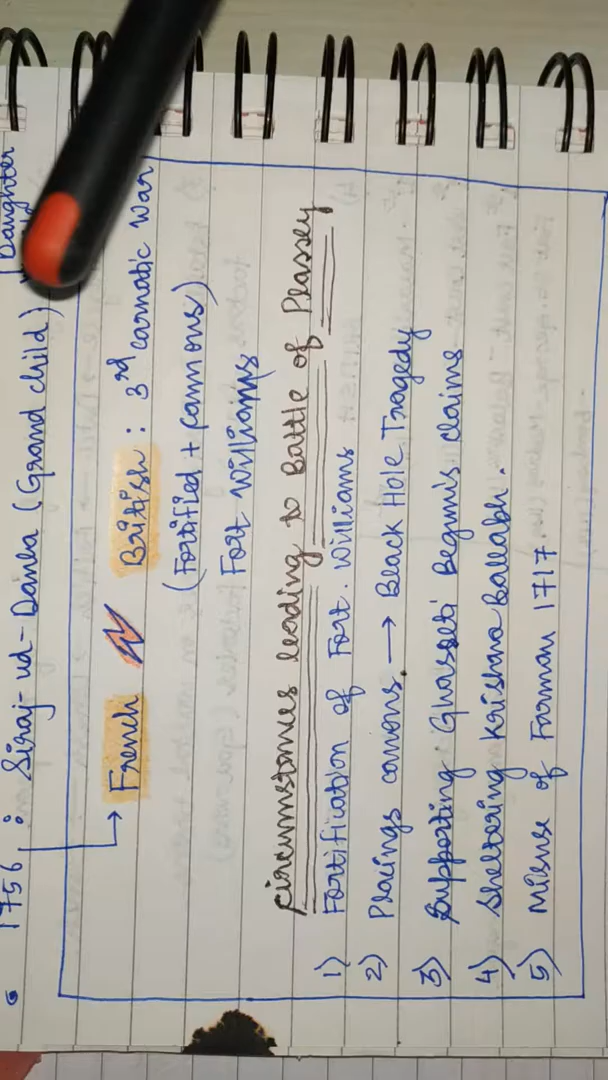 1756 : Siraj-ud-Daula (Grand child) Daughter
French British : 3rd carnatic war
(Fortified + cannons)
Fort Williams
circumstances leading to Battle of Plassey
1) Fortification of Fort. Williams
2) Placings cannons. → Black Hole Tragedy
3) Supporting Ghasseti Begum's claims
4) Sheltering Krishna Ballabh.
5) Misuse of Farman 1717.